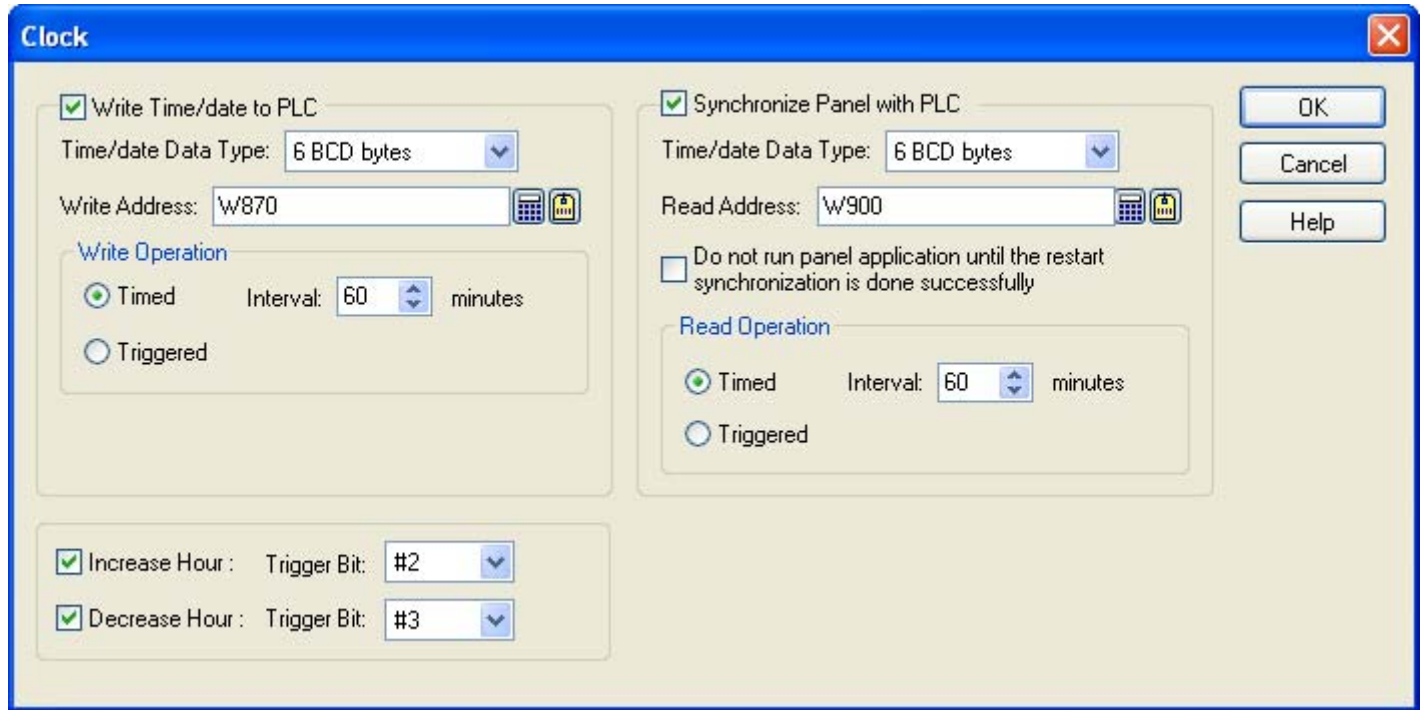 Clock
Write Time/date to PLC
Time/date Data Type: 6 BCD bytes
Write Address: W870
Write Operation
Timed Interval: 60 minutes
Triggered
Synchronize Panel with PLC
Time/date Data Type: 6 BCD bytes
Read Address: W900
Do not run panel application until the restart
synchronization is done successfully
Read Operation
Timed Interval: 60 minutes
Triggered
OK
Cancel
Help
Increase Hour : Trigger Bit: #2
Decrease Hour : Trigger Bit: #3